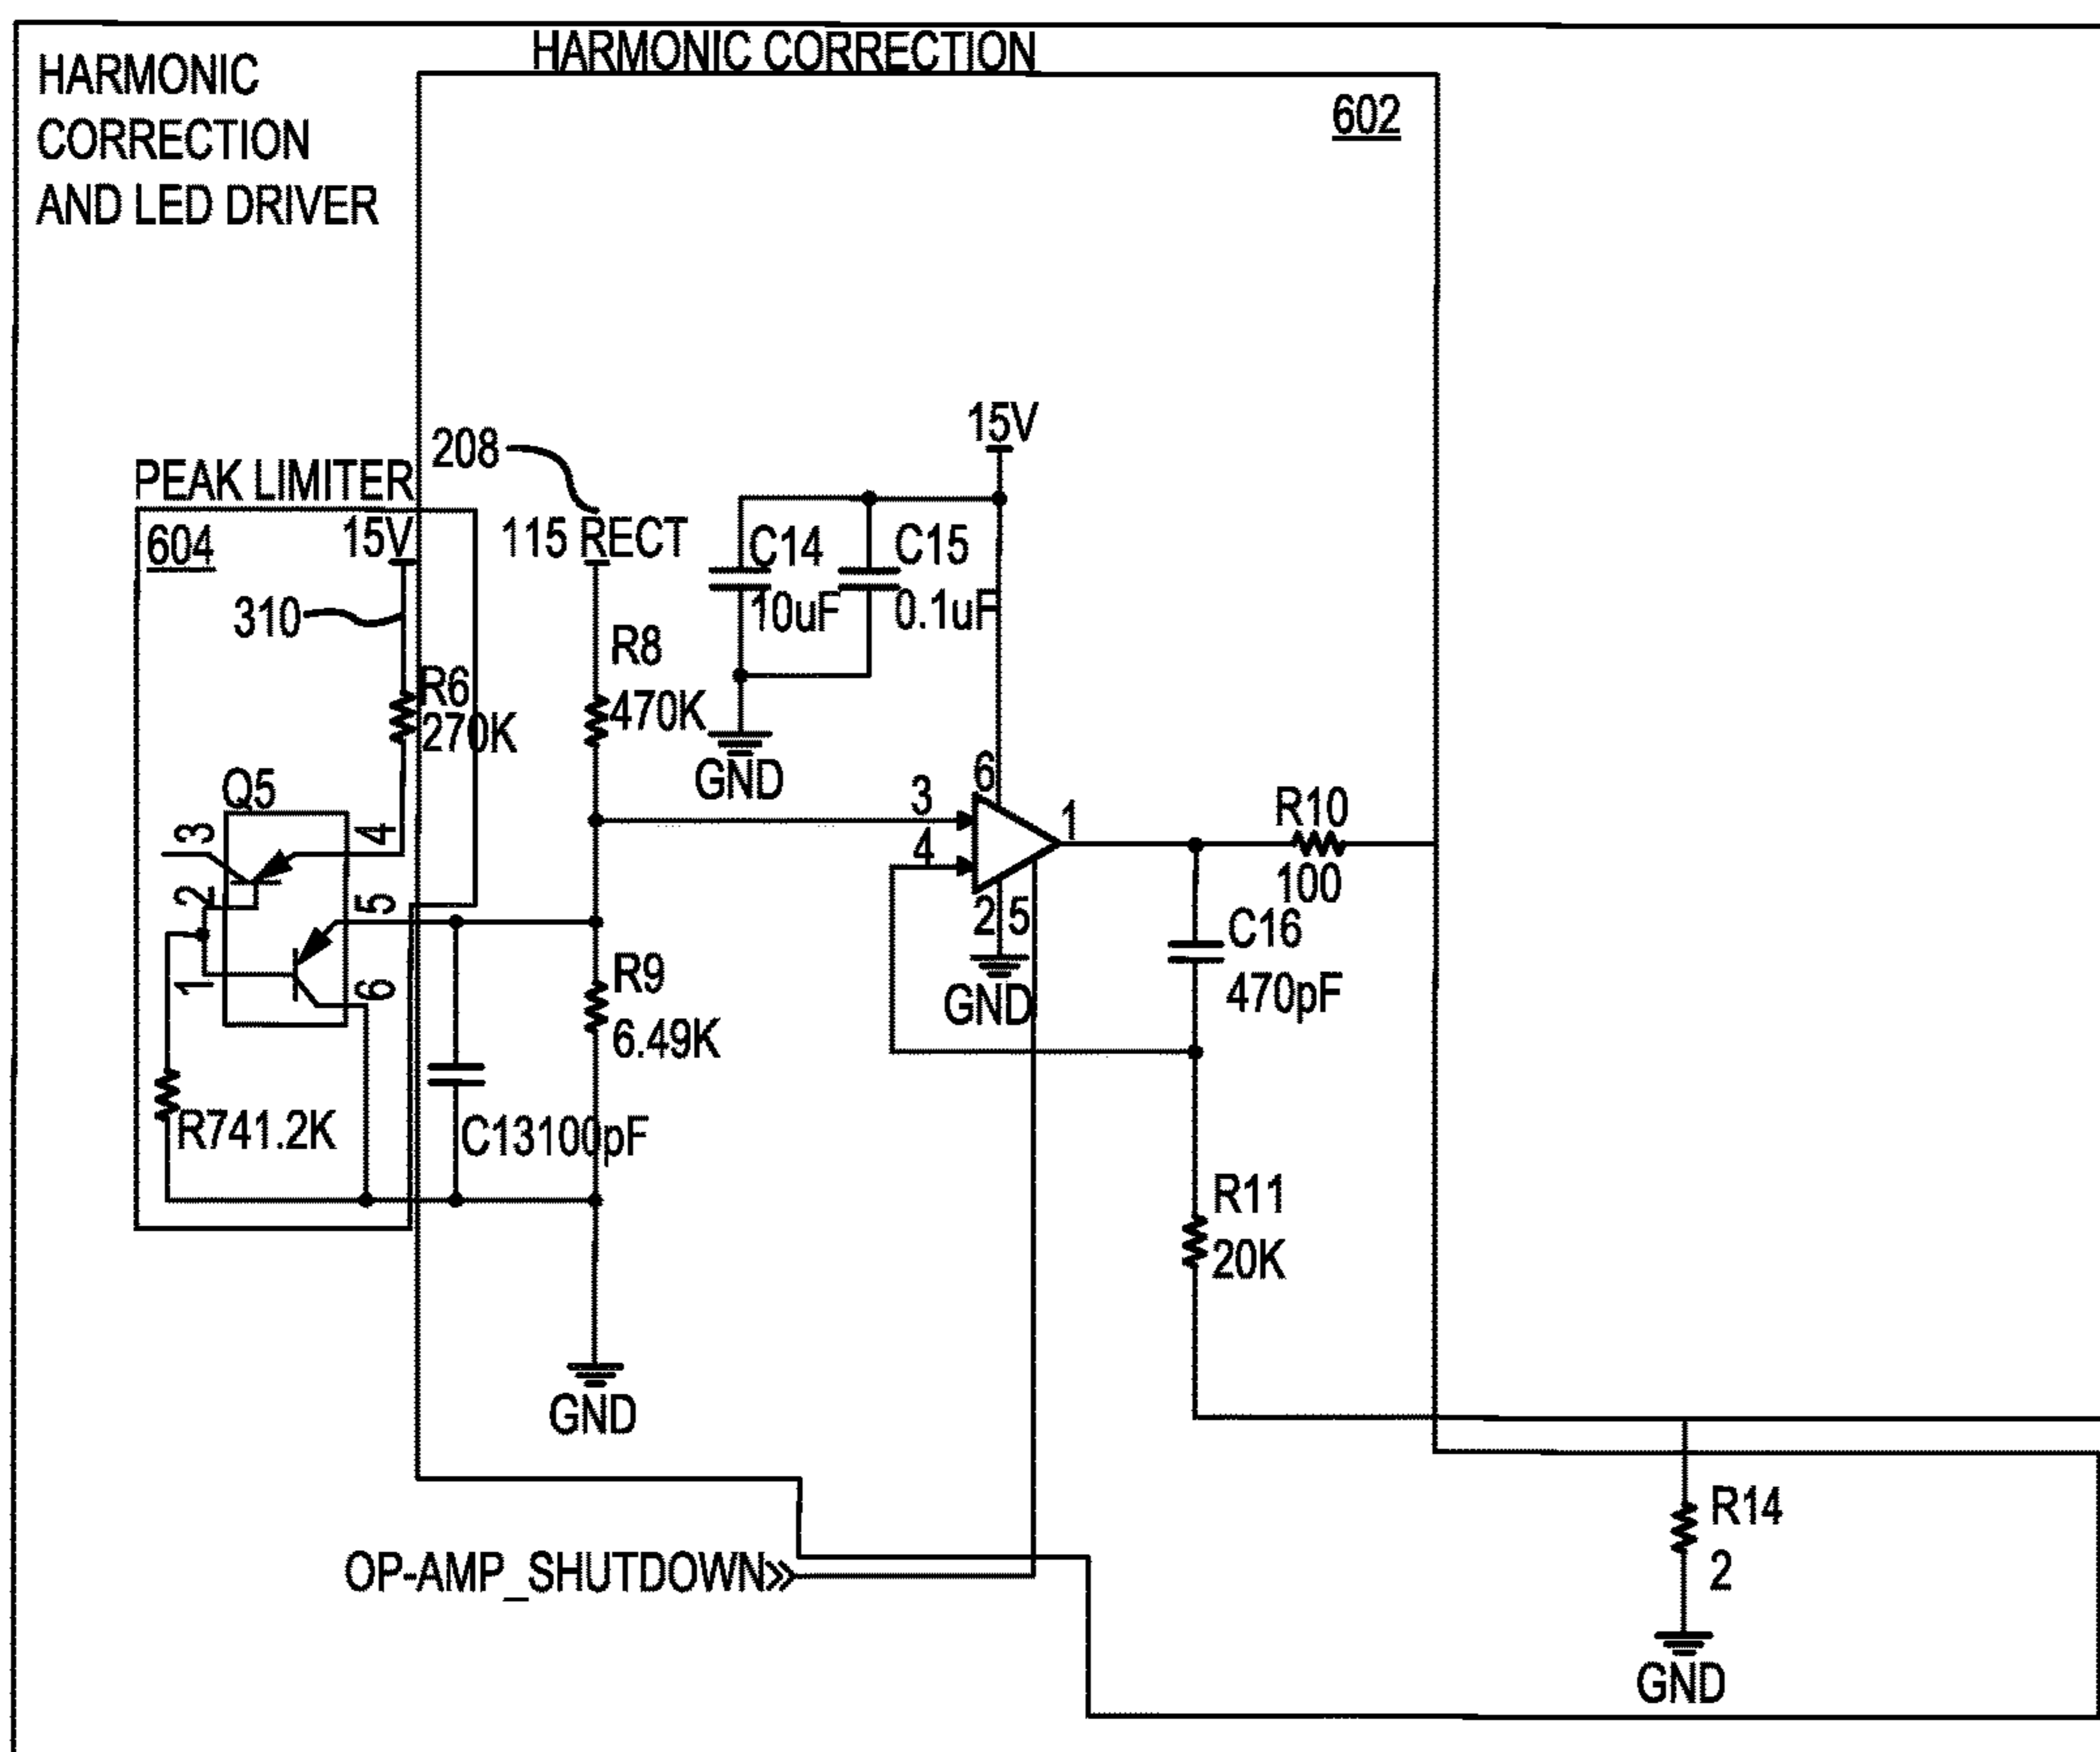 HARMONIC CORRECTION
HARMONIC
CORRECTION
AND LED DRIVER
602
15V
208
PEAK LIMITER
604
15V
115 RECT
C14
10uF
C15
0.1uF
310
R6
270K
R8
470K
GND
Q5
3
4
2
5
1
6
3
4
6
1
2
5
GND
R10
100
C16
470pF
R9
6.49K
R741.2K
C13100pF
R11
20K
GND
OP-AMP_SHUTDOWN
R14
2
GND